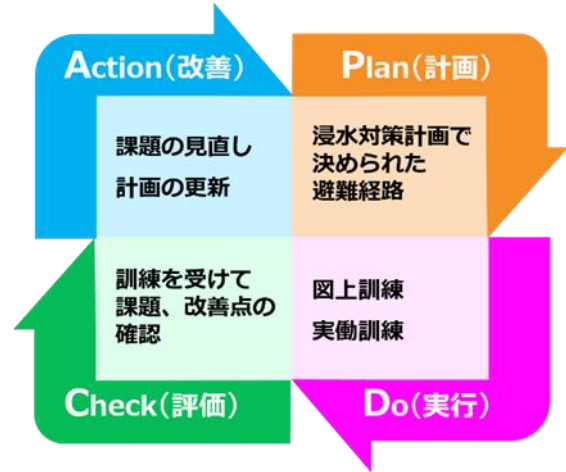 Action(改善)
課題の見直し
計画の更新
Plan(計画)
浸水対策計画で
決められた
避難経路
訓練を受けて
課題、改善点の
確認
Check(評価)
図上訓練
実働訓練
Do(実行)